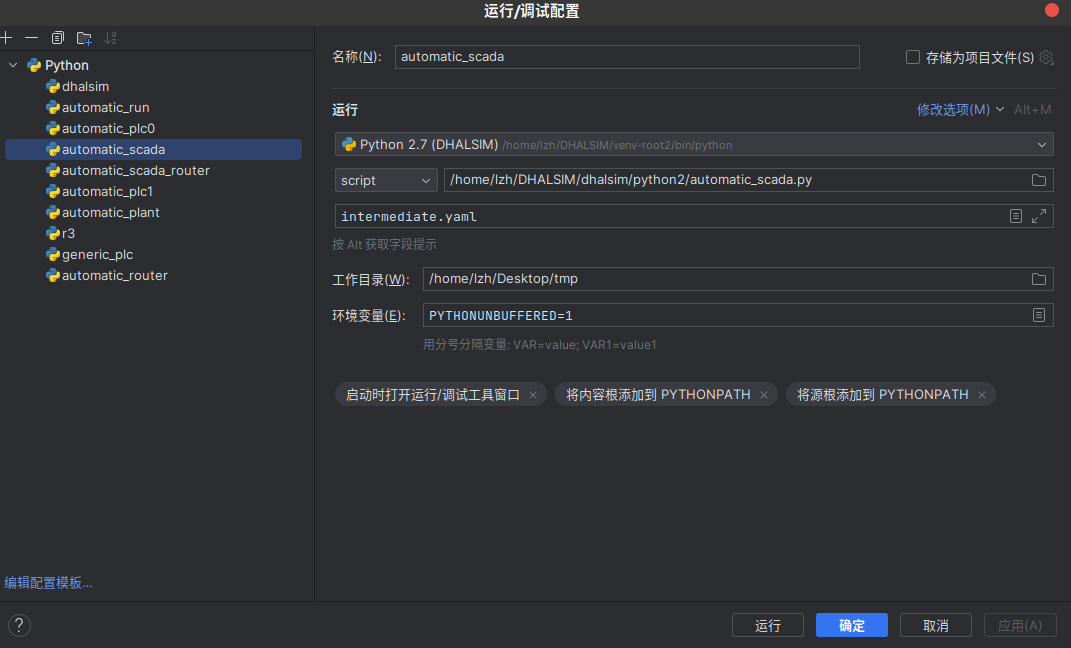 运行/调试配置
Python
dhalsim
automatic_run
automatic_plc0
automatic_scada
automatic_scada_router
automatic_plc1
automatic_plant
r3
generic_plc
automatic_router
编辑配置模板...
名称(N): automatic_scada 存储为项目文件(S)
运行 修改选项(M) Alt+M
Python 2.7 (DHALSIM) /home/lzh/DHALSIM/venv-root2/bin/python
script /home/lzh/DHALSIM/dhalsim/python2/automatic_scada.py
intermediate.yaml
按 Alt 获取字段提示
工作目录(W): /home/lzh/Desktop/tmp
环境变量(E): PYTHONUNBUFFERED=1
用分号分隔变量: VAR=value; VAR1=value1
启动时打开运行/调试工具窗口 × 将内容根添加到 PYTHONPATH × 将源根添加到 PYTHONPATH ×
? 运行 确定 取消 应用(A)